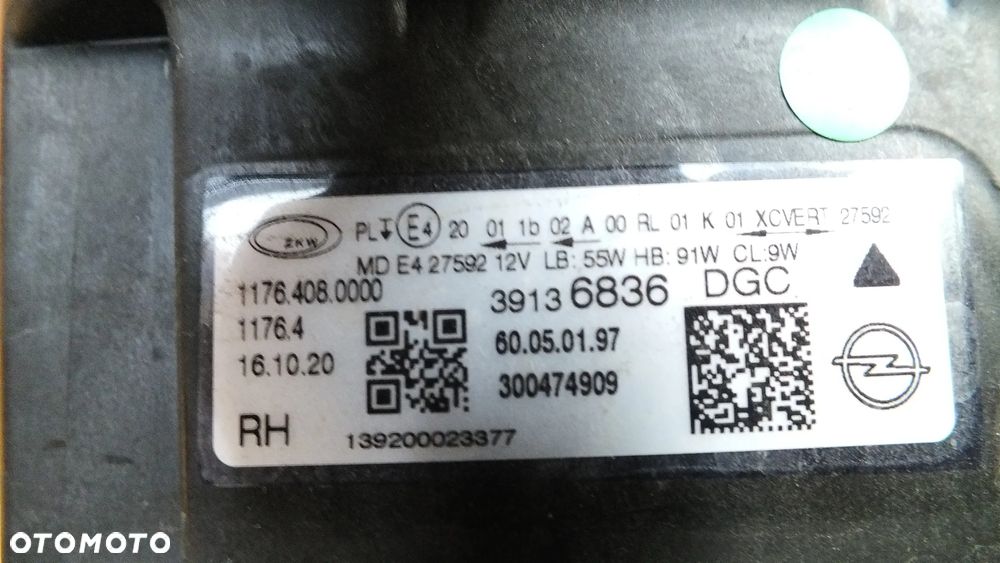 ZKW
PL E4 20 01 1b 02 A 00 RL 01 K 01 XCVERT 27592
MD E4 27592 12V LB: 55W HB: 91W CL:9W
1176.408.0000
3913 6836 DGC
1176.4
60.05.01.97
16.10.20
300474909
RH
139200023377
OTOMOTO